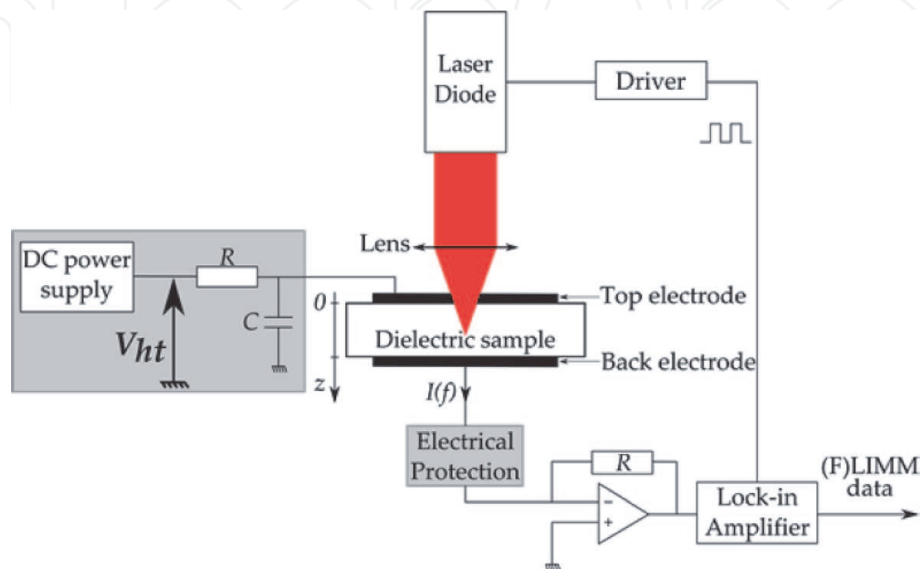 Laser
Diode
Driver
Lens
DC power
supply
R
C
V_ht
0
z
Top electrode
Dielectric sample
Back electrode
I(f)
Electrical
Protection
R
−
+
Lock-in
Amplifier
(F)LIMM
data